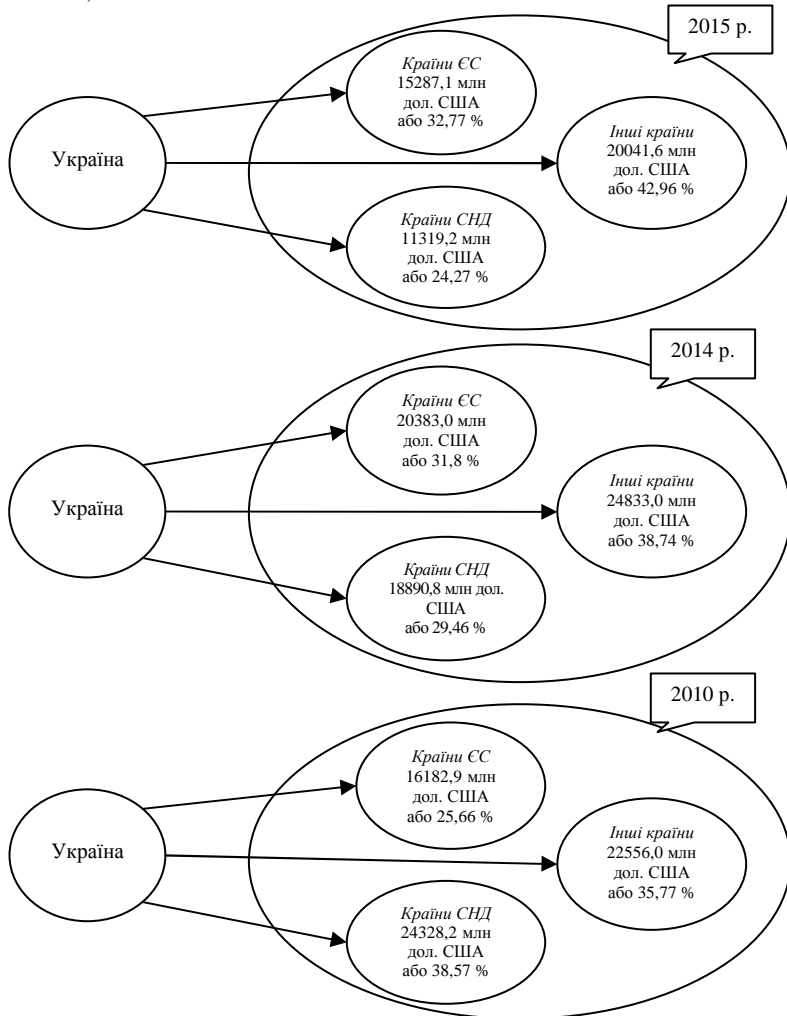 2015 р.
Країни ЄС
15287,1 млн
дол. США
або 32,77 %
Україна
Інші країни
20041,6 млн
дол. США
або 42,96 %
Країни СНД
11319,2 млн
дол. США
або 24,27 %
2014 р.
Країни ЄС
20383,0 млн
дол. США
або 31,8 %
Україна
Інші країни
24833,0 млн
дол. США
або 38,74 %
Країни СНД
18890,8 млн дол.
США
або 29,46 %
2010 р.
Країни ЄС
16182,9 млн
дол. США
або 25,66 %
Україна
Інші країни
22556,0 млн
дол. США
або 35,77 %
Країни СНД
24328,2 млн
дол. США
або 38,57 %